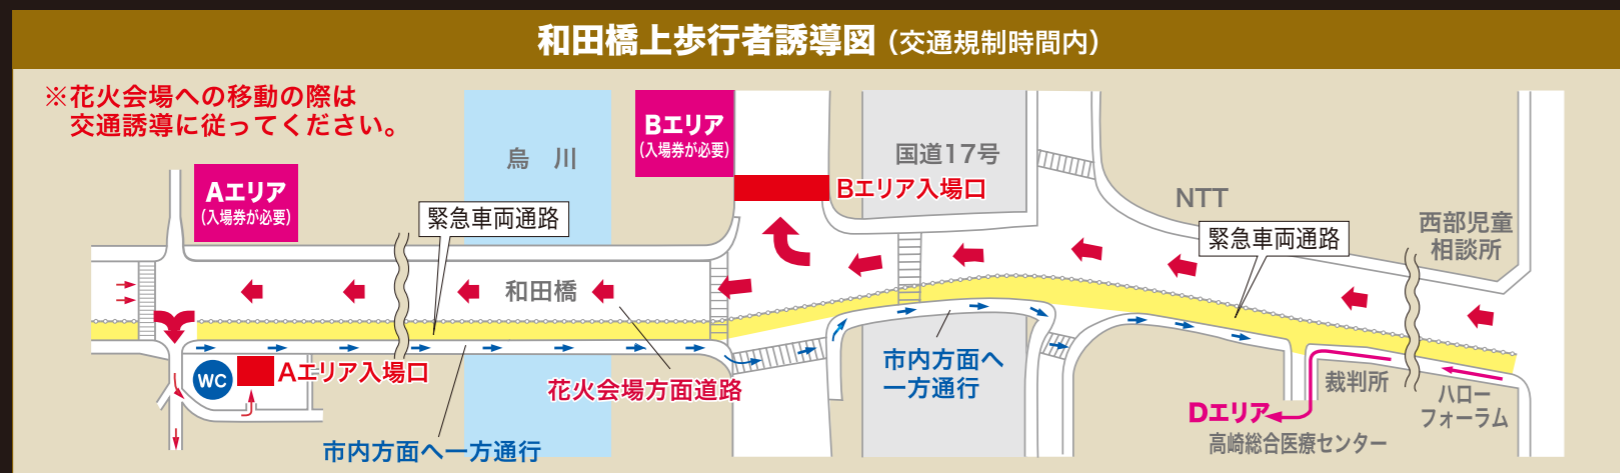 和田橋上歩行者誘導図（交通規制時間内）
※花火会場への移動の際は
交通誘導に従ってください。
Aエリア
（入場券が必要）
烏 川
Bエリア
（入場券が必要）
国道17号
Bエリア入場口
NTT
西部児童
相談所
緊急車両通路
緊急車両通路
和田橋
WC
Aエリア入場口
花火会場方面道路
市内方面へ
一方通行
市内方面へ一方通行
裁判所
Dエリア
高崎総合医療センター
ハロー
フォーラム